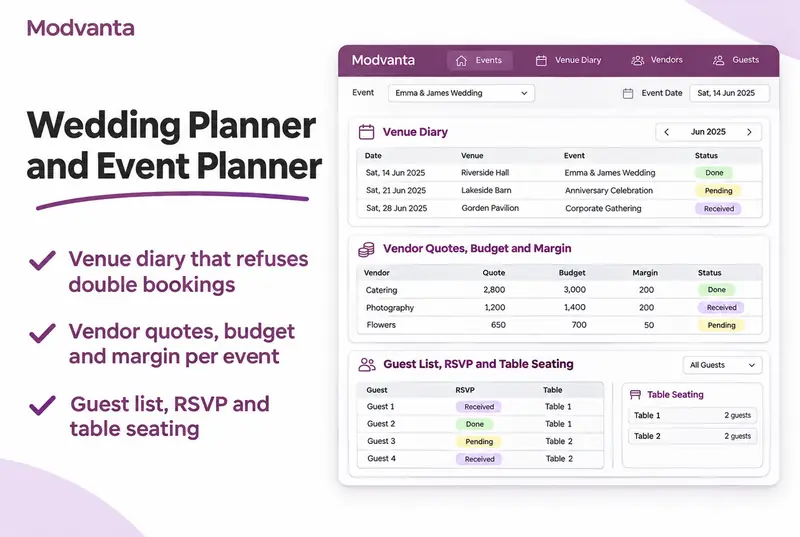 Modvanta
Wedding Planner
and Event Planner
Venue diary that refuses
double bookings
Vendor quotes, budget
and margin per event
Guest list, RSVP and
table seating
Modvanta Events Venue Diary Vendors Guests
Event Emma & James Wedding Event Date Sat, 14 Jun 2025
Venue Diary Jun 2025
Date Venue Event Status
Sat, 14 Jun 2025 Riverside Hall Emma & James Wedding Done
Sat, 21 Jun 2025 Lakeside Barn Anniversary Celebration Pending
Sat, 28 Jun 2025 Gorden Pavilion Corporate Gathering Received
Vendor Quotes, Budget and Margin
Vendor Quote Budget Margin Status
Catering 2,800 3,000 200 Done
Photography 1,200 1,400 200 Received
Flowers 650 700 50 Pending
Guest List, RSVP and Table Seating All Guests
Guest RSVP Table
Guest 1 Received Table 1
Guest 2 Done Table 1
Guest 3 Pending Table 2
Guest 4 Received Table 2
Table Seating
Table 1 2 guests
Table 2 2 guests